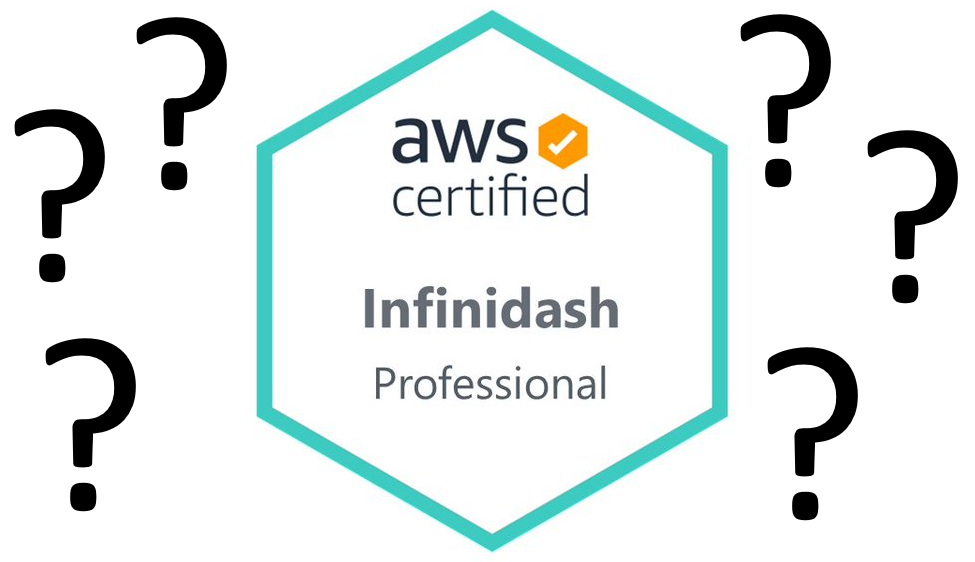 ? ?
? ?
aws
certified
Infinidash
Professional
? ?